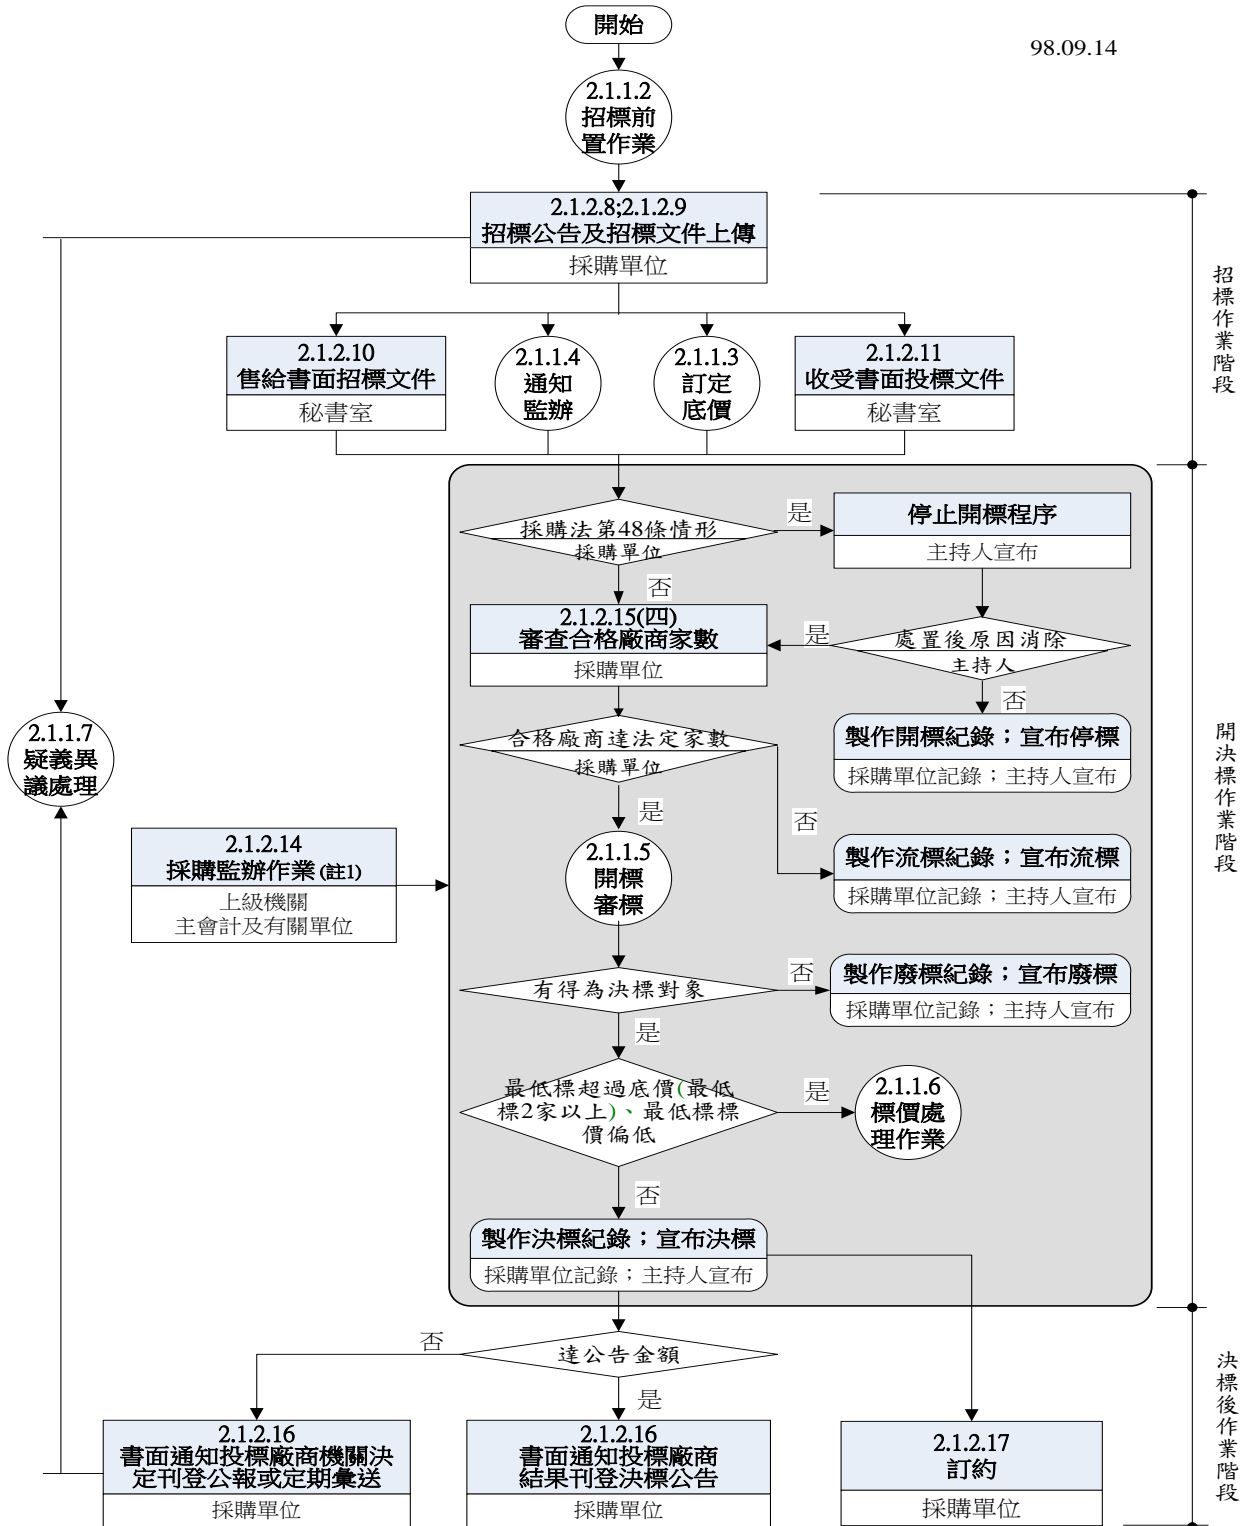 開始
98.09.14
2.1.1.2
招標前
置作業
2.1.2.8;2.1.2.9
招標公告及招標文件上傳
採購單位
招標作業階段
2.1.2.10
售給書面招標文件
秘書室
2.1.1.4
通知
監辦
2.1.1.3
訂定
底價
2.1.2.11
收受書面投標文件
秘書室
採購法第48條情形
採購單位
是
停止開標程序
主持人宣布
否
2.1.2.15(四)
審查合格廠商家數
採購單位
是
處置後原因消除
主持人
否
合格廠商達法定家數
採購單位
製作開標紀錄；宣布停標
採購單位記錄；主持人宣布
開決標作業階段
2.1.1.7
疑義異
議處理
是
否
2.1.2.14
採購監辦作業(註1)
上級機關
主會計及有關單位
2.1.1.5
開標
審標
製作流標紀錄；宣布流標
採購單位記錄；主持人宣布
有得為決標對象
否
製作廢標紀錄；宣布廢標
採購單位記錄；主持人宣布
是
最低標超過底價(最低
標2家以上)、最低標標
價偏低
是
2.1.1.6
標價處
理作業
否
製作決標紀錄；宣布決標
採購單位記錄；主持人宣布
達公告金額
否
是
決標後作業階段
2.1.2.16
書面通知投標廠商機關決
定刊登公報或定期彙送
採購單位
2.1.2.16
書面通知投標廠商
結果刊登決標公告
採購單位
2.1.2.17
訂約
採購單位